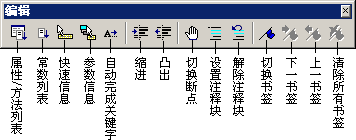 编辑
属性/方法列表
常数列表
快速信息
参数信息
自动完成关键字
缩进
凸出
切换断点
设置注释块
解除注释块
切换书签
下一书签
上一书签
清除所有书签